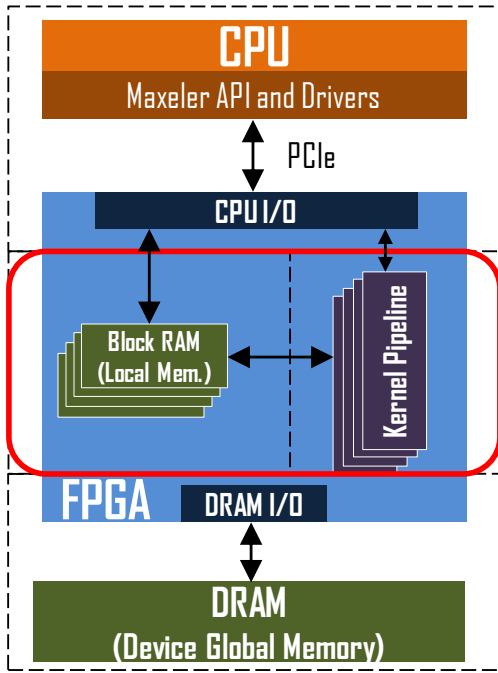 CPU
Maxeler API and Drivers
PCIe
CPU I/O
Block RAM
(Local Mem.)
Kernel Pipeline
FPGA
DRAM I/O
DRAM
(Device Global Memory)